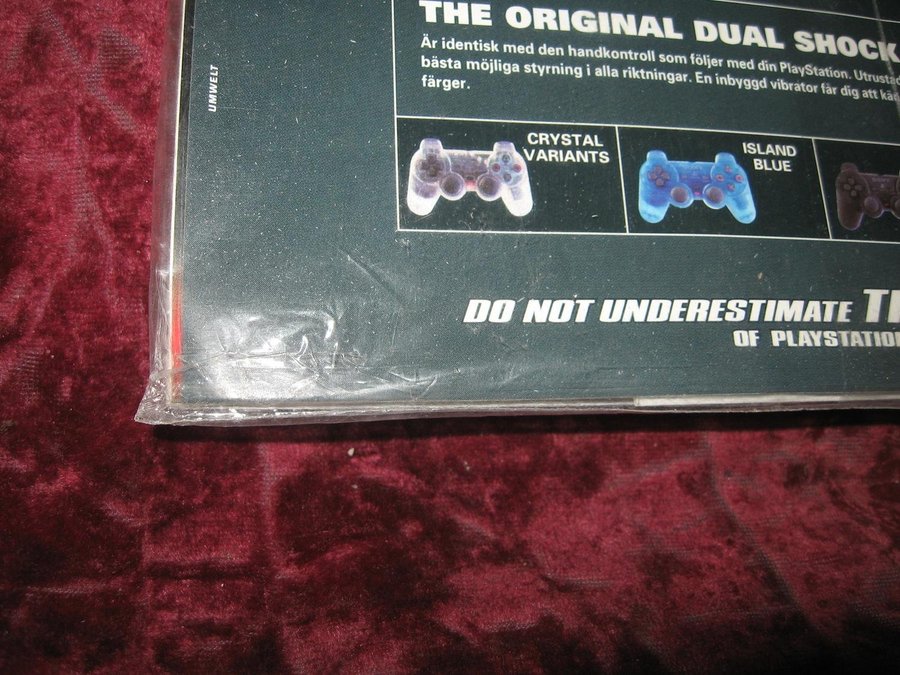 THE ORIGINAL DUAL SHOCK
Är identisk med den handkontroll som följer med din PlayStation.
bästa möjliga styrning i alla riktningar. En inbyggd vibrator får dig att
färger.
UMWELT
CRYSTAL
VARIANTS
ISLAND
BLUE
DO NOT UNDERESTIMATE
OF PLAYSTATION